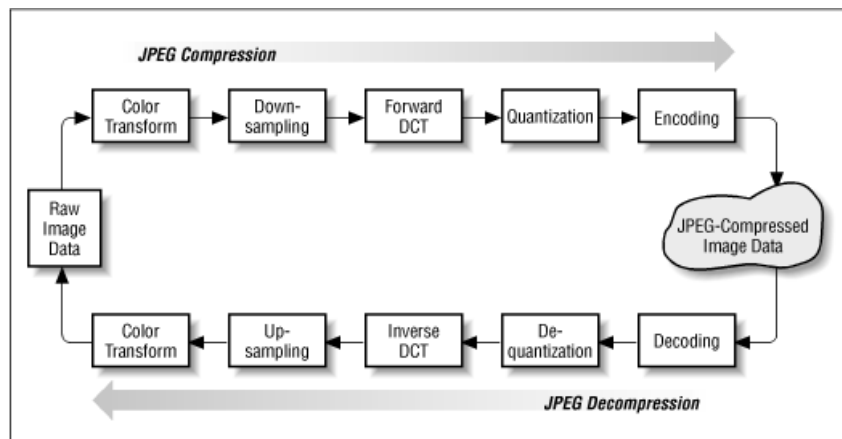 JPEG Compression
Color
Transform
Down-
sampling
Forward
DCT
Quantization
Encoding
Raw
Image
Data
JPEG-Compressed
Image Data
Color
Transform
Up-
sampling
Inverse
DCT
De-
quantization
Decoding
JPEG Decompression